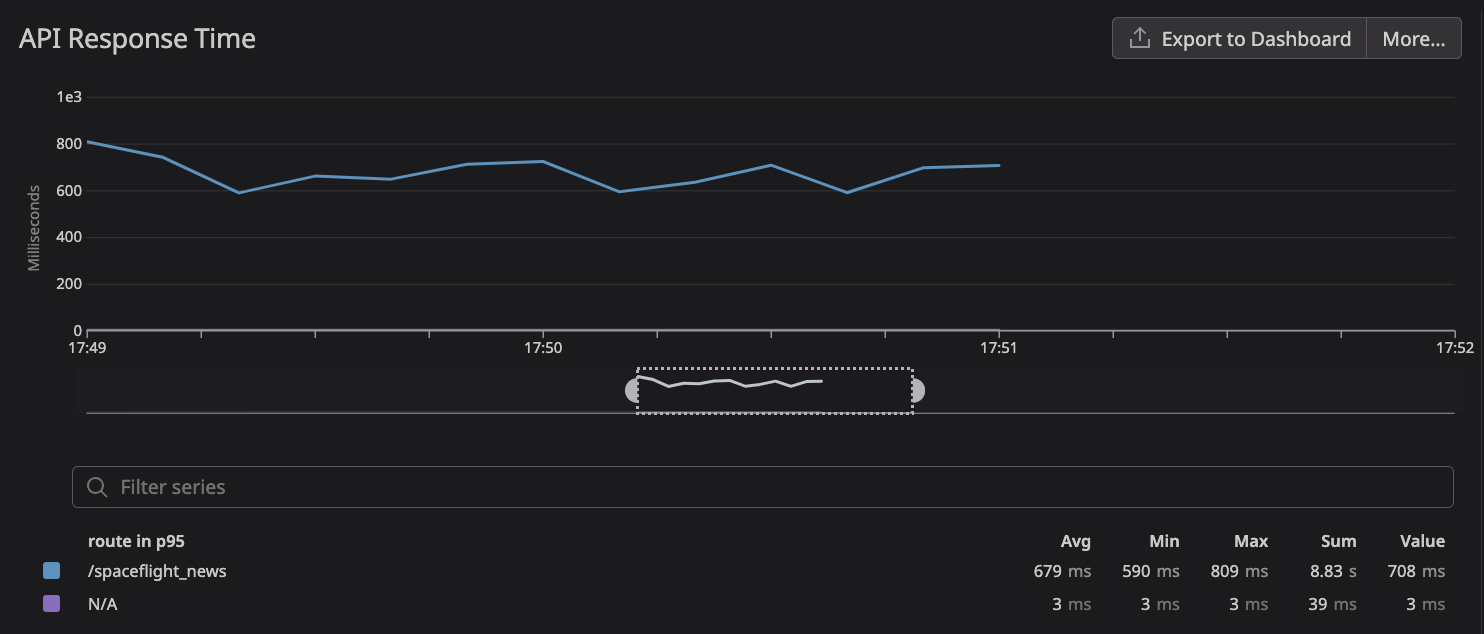 API Response Time
Export to Dashboard More...
1e3
800
600
400
200
0
Milliseconds
17:49 17:50 17:51 17:52
Filter series
route in p95 Avg Min Max Sum Value
/spaceflight_news 679 ms 590 ms 809 ms 8.83 s 708 ms
N/A 3 ms 3 ms 3 ms 39 ms 3 ms